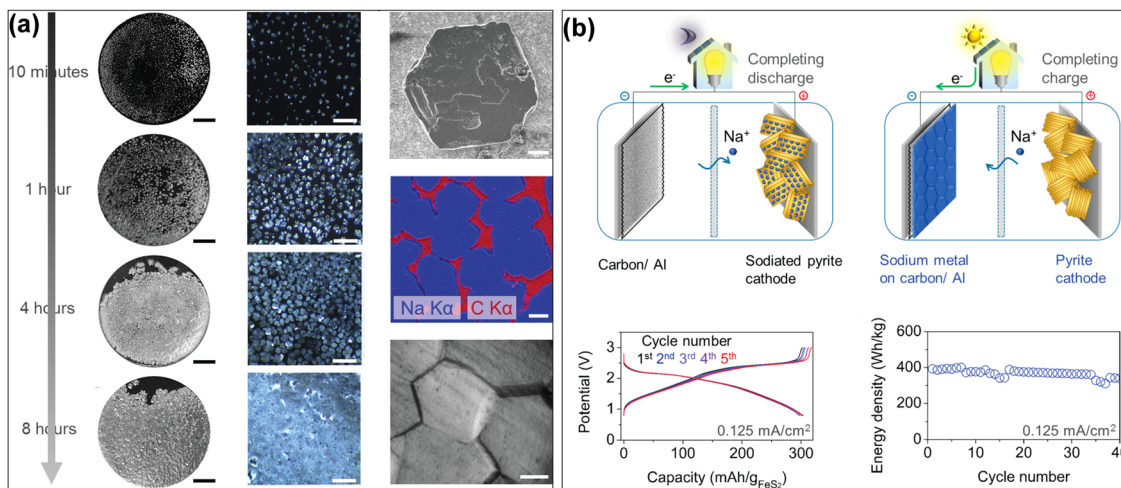 (a)
10 minutes
1 hour
4 hours
8 hours
Na Kα C Kα
(b)
Completing
discharge
e-
Na+
Carbon/ Al
Sodiated pyrite
cathode
Completing
charge
e-
Na+
Sodium metal
on carbon/ Al
Pyrite
cathode
Cycle number
1st 2nd 3rd 4th 5th
Potential (V)
3
2
1
0
0.125 mA/cm2
0 100 200 300
Capacity (mAh/gFeS2)
Energy density (Wh/kg)
600
400
200
0
0.125 mA/cm2
0 10 20 30 40
Cycle number